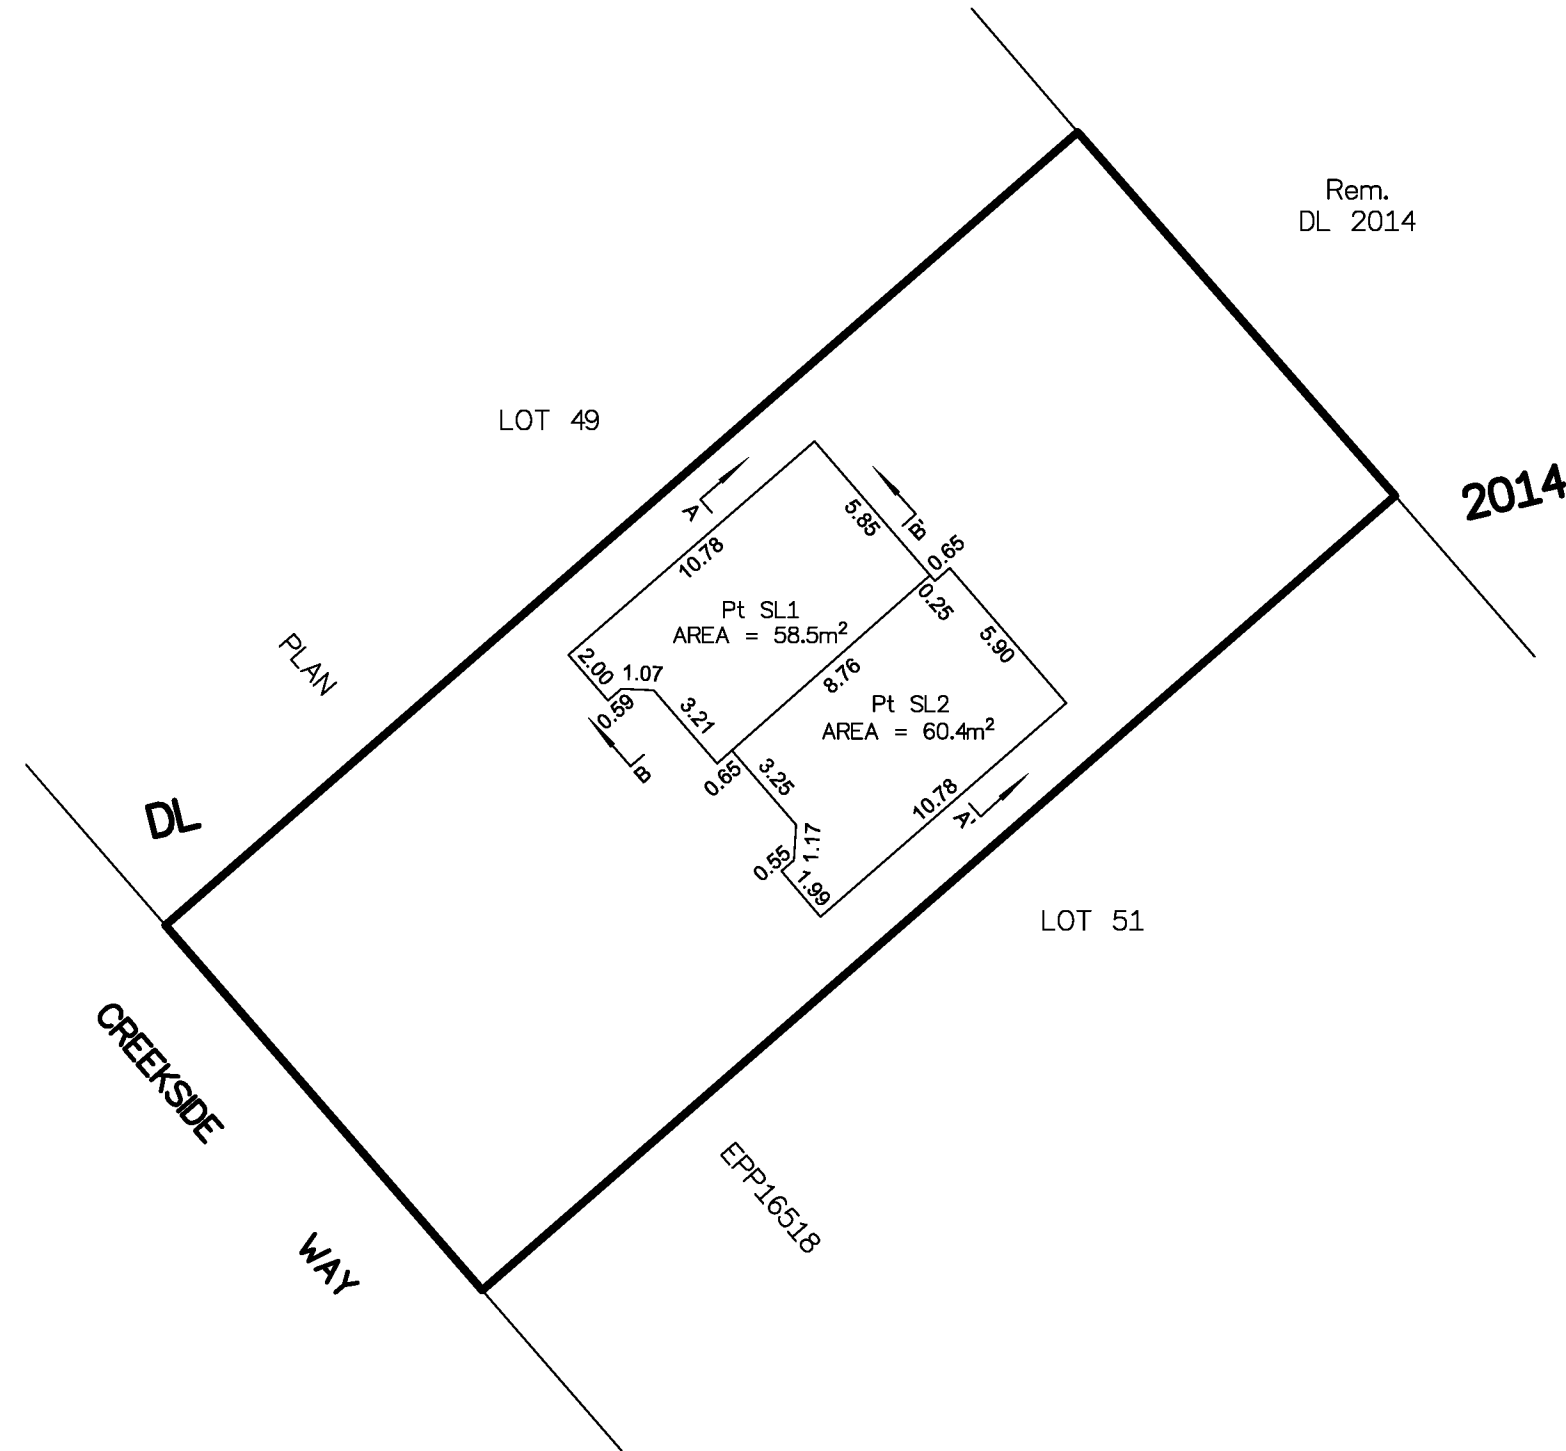 Rem.
DL 2014
LOT 49
2014
A
B'
5.85
0.65
10.78
Pt SL1
AREA = 58.5m²
0.25
5.90
2.00
1.07
0.59
3.21
8.76
PLAN
B
Pt SL2
AREA = 60.4m²
0.65
3.25
10.78
A'
1.17
0.55
1.99
DL
LOT 51
CREEKSIDE
WAY
EPP16518